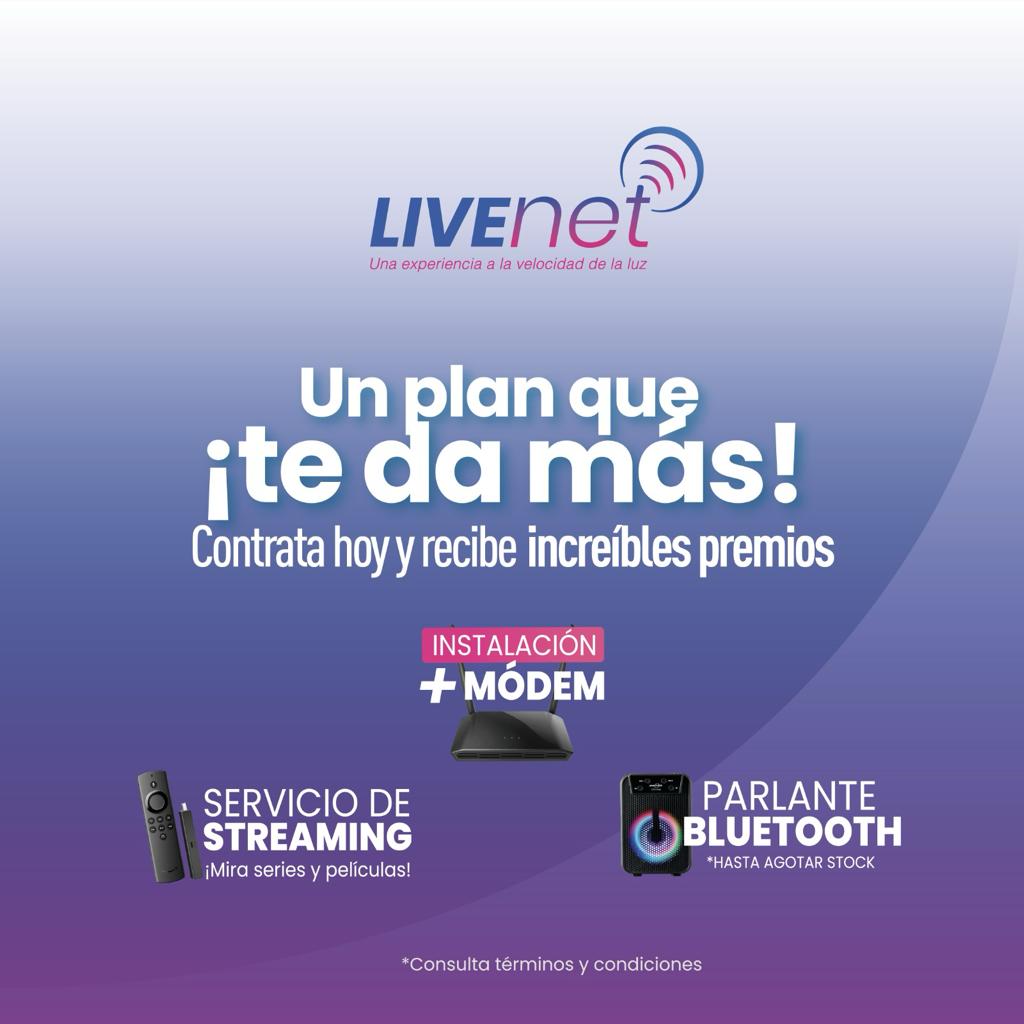 LIVEnet
Una experiencia a la velocidad de la luz
Un plan que
¡te da más!
Contrata hoy y recibe increíbles premios
INSTALACIÓN
+ MÓDEM
SERVICIO DE
STREAMING
¡Mira series y películas!
PARLANTE
BLUETOOTH
*HASTA AGOTAR STOCK
*Consulta términos y condiciones